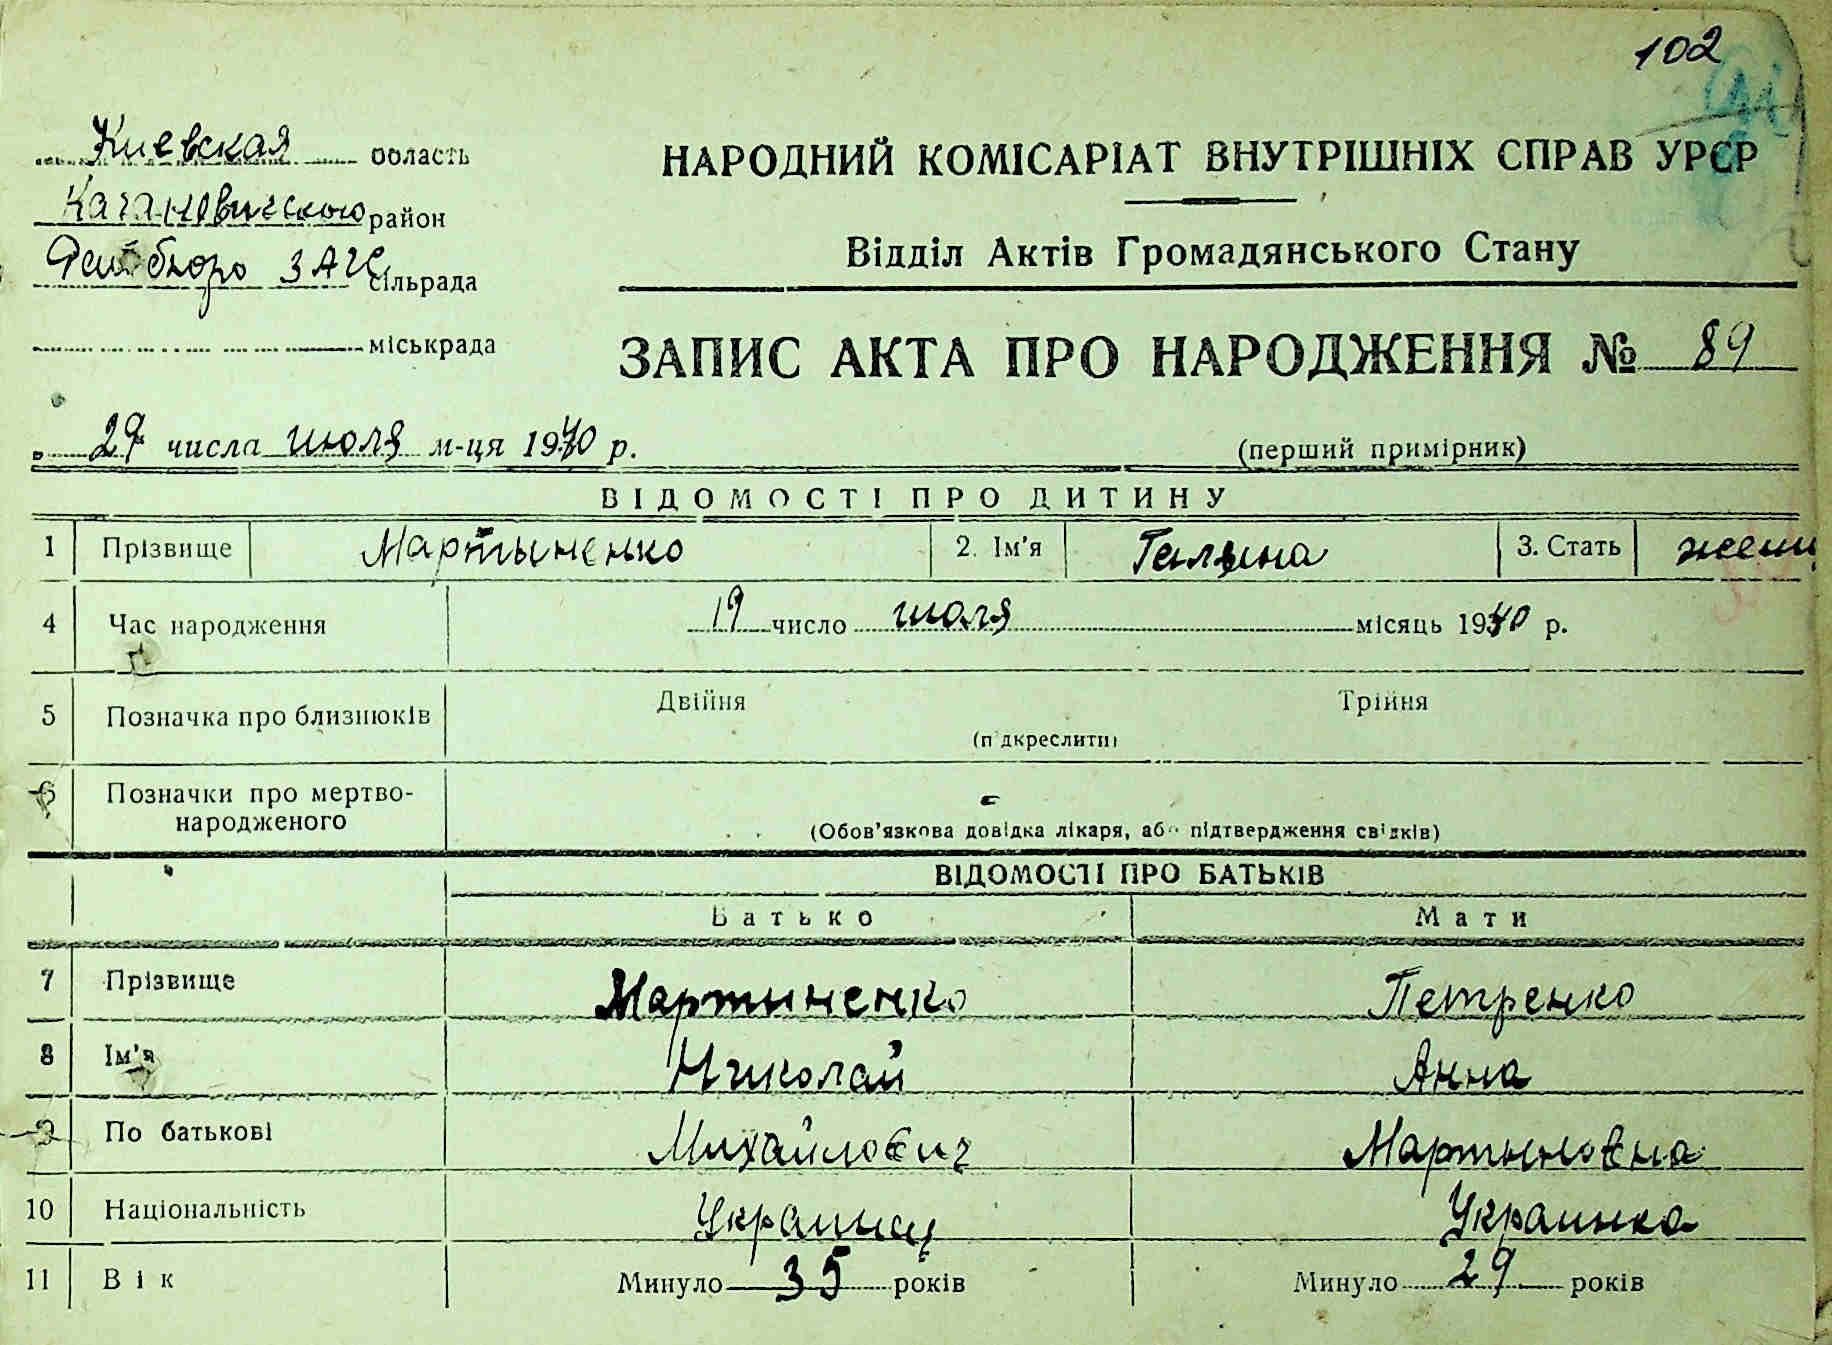 102
Киевская область
Кагановичского район
Райбюро ЗАГС сільрада
міськрада
НАРОДНИЙ КОМІСАРІАТ ВНУТРІШНІХ СПРАВ УРСР
Відділ Актів Громадянського Стану
ЗАПИС АКТА ПРО НАРОДЖЕННЯ № 89
29 числа июля м-ця 1940 р.
(перший примірник)
ВІДОМОСТІ ПРО ДИТИНУ
1 Прізвище Мартыненко 2. Ім'я Галина 3. Стать женщ
4 Час народження 19 число июля місяць 1940 р.
5 Позначка про близнюків Двійня Трійня
(підкреслити)
6 Позначки про мертво-
народженого
(Обов'язкова довідка лікаря, або підтвердження свідків)
ВІДОМОСТІ ПРО БАТЬКІВ
Батько Мати
7 Прізвище Мартыненко Петренко
8 Ім'я Николай Анна
9 По батькові Михайлович Мартыновна
10 Національність Украинец Украинка
11 Вік Минуло 35 років Минуло 29 років